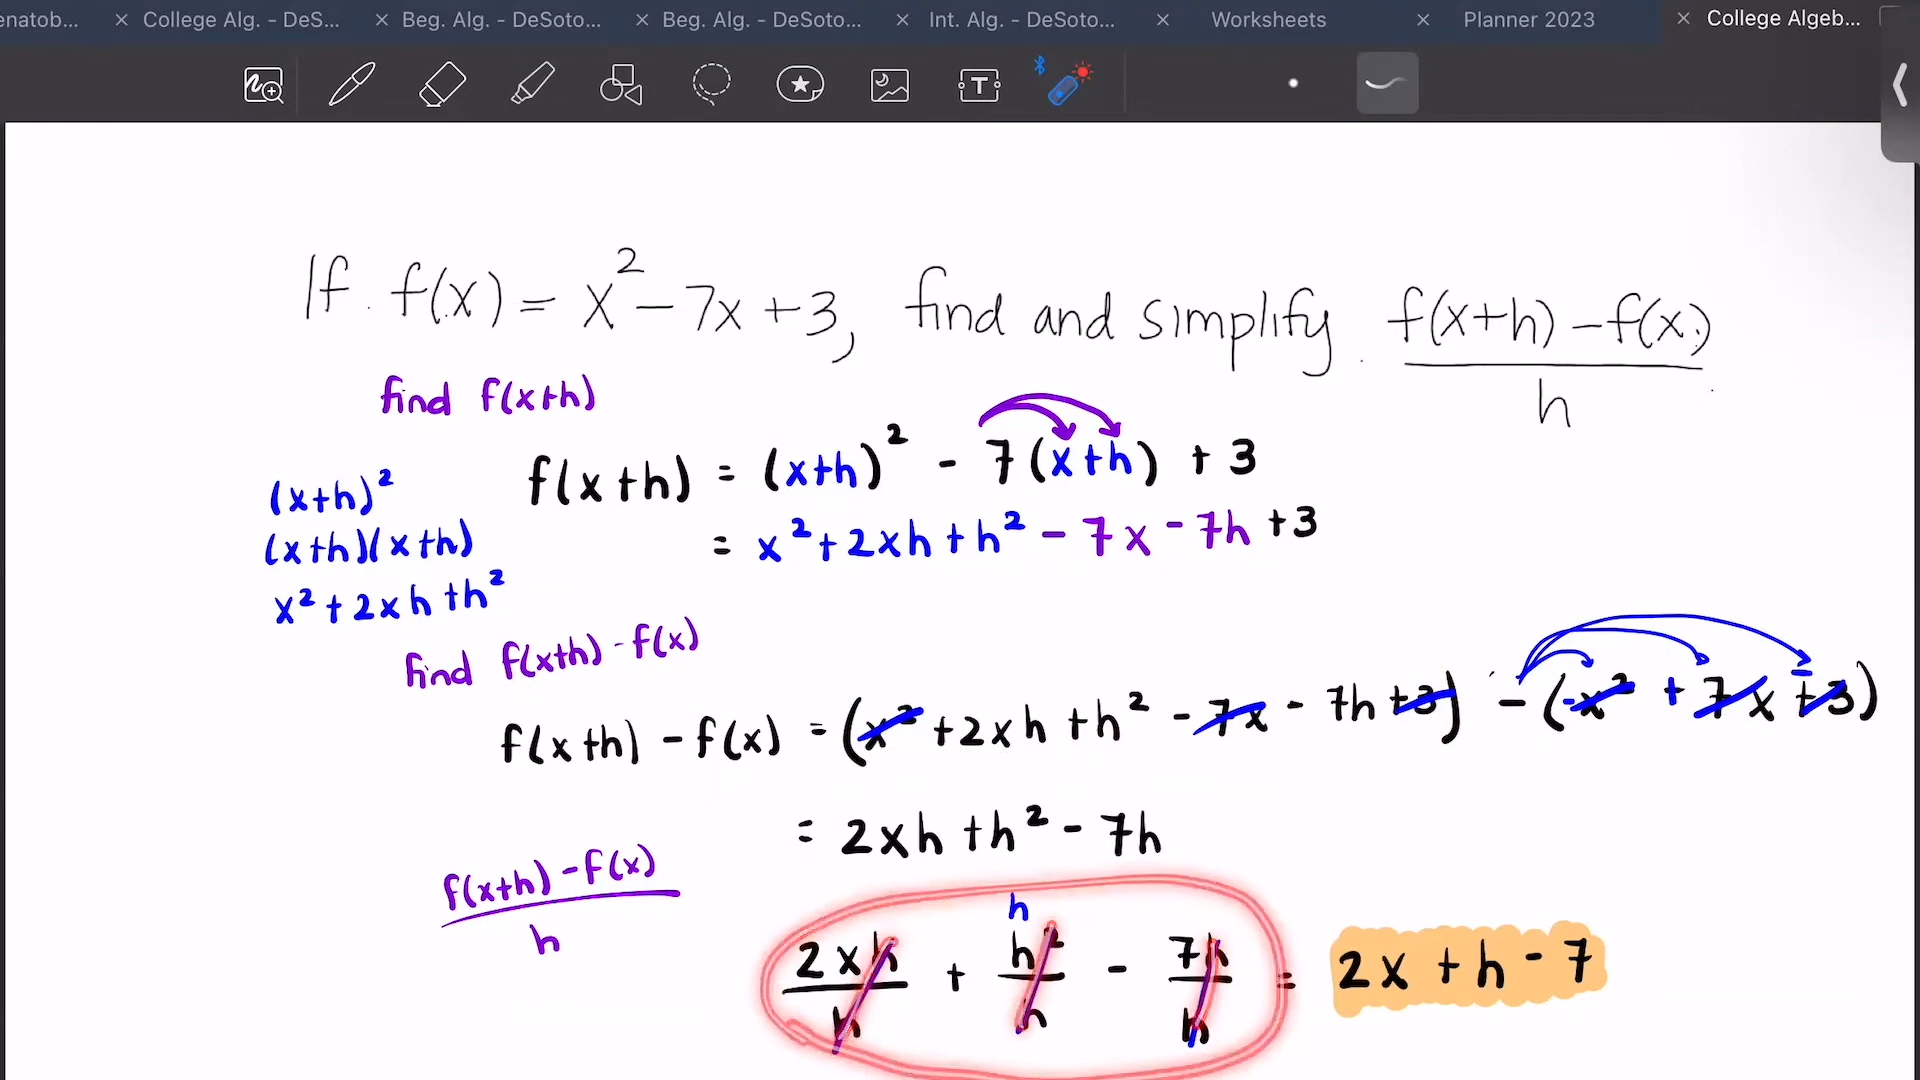 enatob... × College Alg. - DeS... × Beg. Alg. - DeSoto... × Beg. Alg. - DeSoto... × Int. Alg. - DeSoto... × Worksheets × Planner 2023 × College Algeb...
If f(x) = x² - 7x + 3, find and simplify (f(x+h) - f(x))/h
find f(x+h)
f(x+h) = (x+h)² - 7(x+h) + 3
= x² + 2xh + h² - 7x - 7h + 3
(x+h)²
(x+h)(x+h)
x² + 2xh + h²
find f(x+h) - f(x)
f(x+h) - f(x) = (x² + 2xh + h² - 7x - 7h + 3) - (-x² + 7x - 3)
= 2xh + h² - 7h
(f(x+h) - f(x))/h
h
2xh/h + h²/h - 7h/h = 2x + h - 7